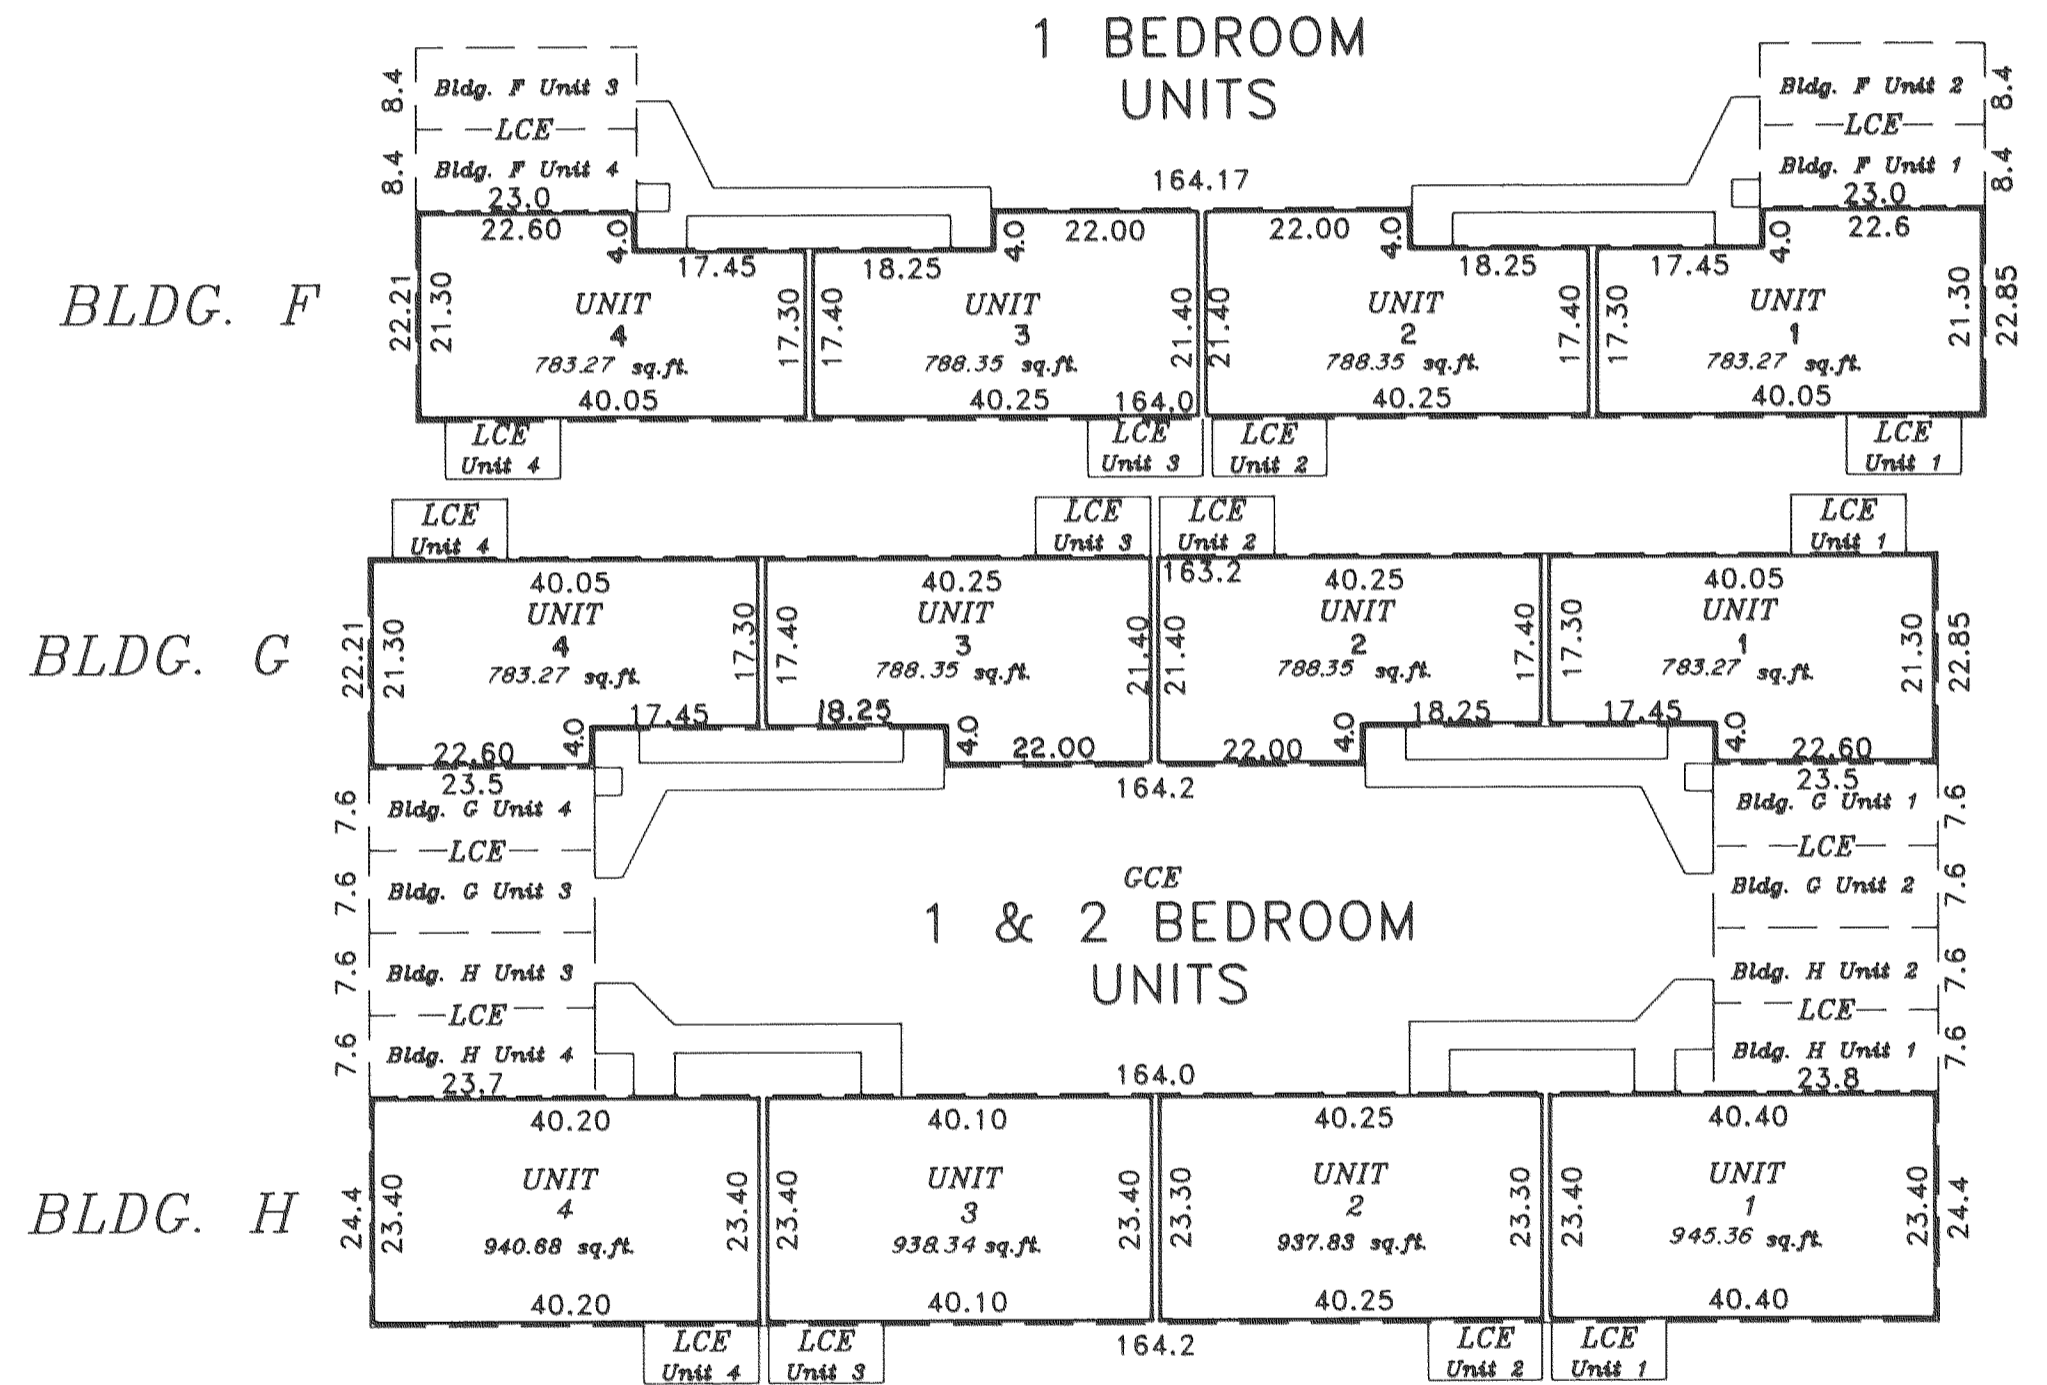 1 BEDROOM
UNITS
8.4
Bldg. F Unit 3
LCE
8.4
Bldg. F Unit 4
23.0
Bldg. F Unit 2
8.4
LCE
Bldg. F Unit 1
8.4
23.0
164.17
BLDG. F
22.60
4.0
17.45
18.25
4.0
22.00
22.00
4.0
18.25
17.45
4.0
22.6
22.21
21.30
UNIT
4
783.27 sq.ft.
40.05
17.30
17.40
UNIT
3
788.35 sq.ft.
40.25
21.40
164.0
21.40
UNIT
2
788.35 sq.ft.
40.25
17.40
17.30
UNIT
1
783.27 sq.ft.
40.05
21.30
22.85
LCE
Unit 4
LCE
Unit 3
LCE
Unit 2
LCE
Unit 1
LCE
Unit 4
LCE
Unit 3
LCE
Unit 2
LCE
Unit 1
BLDG. G
22.21
21.30
40.05
UNIT
4
783.27 sq.ft.
17.30
4.0
17.45
22.60
17.40
40.25
UNIT
3
788.35 sq.ft.
21.40
18.25
4.0
22.00
163.2
21.40
40.25
UNIT
2
788.35 sq.ft.
17.40
22.00
4.0
18.25
17.30
40.05
UNIT
1
783.27 sq.ft.
21.30
22.85
17.45
4.0
22.60
164.2
23.5
7.6
Bldg. G Unit 4
LCE
7.6
Bldg. G Unit 3
7.6
Bldg. H Unit 3
LCE
7.6
Bldg. H Unit 4
23.7
GCE
1 & 2 BEDROOM
UNITS
23.5
Bldg. G Unit 1
7.6
LCE
Bldg. G Unit 2
7.6
Bldg. H Unit 2
7.6
LCE
Bldg. H Unit 1
7.6
23.8
164.0
BLDG. H
24.4
23.40
40.20
UNIT
4
940.68 sq.ft.
40.20
23.40
23.40
40.10
UNIT
3
938.34 sq.ft.
40.10
23.40
23.30
40.25
UNIT
2
937.83 sq.ft.
40.25
23.30
23.40
40.40
UNIT
1
945.36 sq.ft.
40.40
23.40
24.4
LCE
Unit 4
LCE
Unit 3
164.2
LCE
Unit 2
LCE
Unit 1